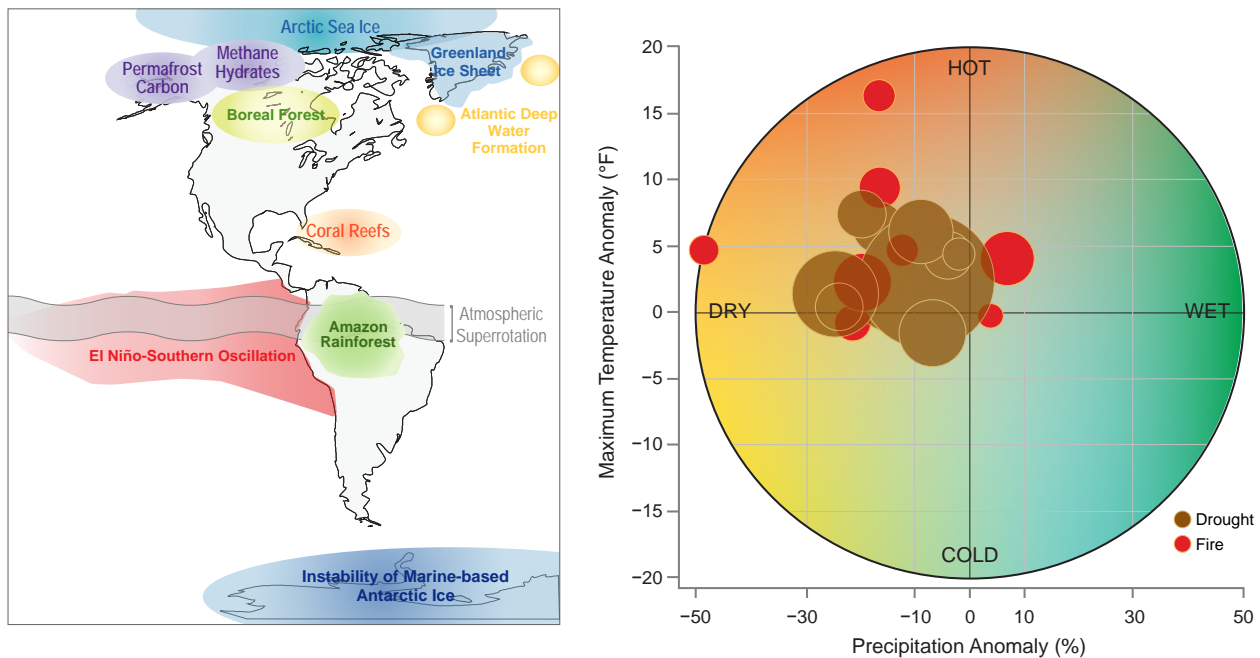 Arctic Sea Ice
Methane
Hydrates
Permafrost
Carbon
Greenland
Ice Sheet
Boreal Forest
Atlantic Deep
Water
Formation
Coral Reefs
Atmospheric
Superrotation
Amazon
Rainforest
El Niño-Southern Oscillation
Instability of Marine-based
Antarctic Ice
Maximum Temperature Anomaly (°F)
20
15
10
5
0
−5
−10
−15
−20
HOT
DRY
WET
COLD
Drought
Fire
−50
−30
−10
0
10
30
50
Precipitation Anomaly (%)